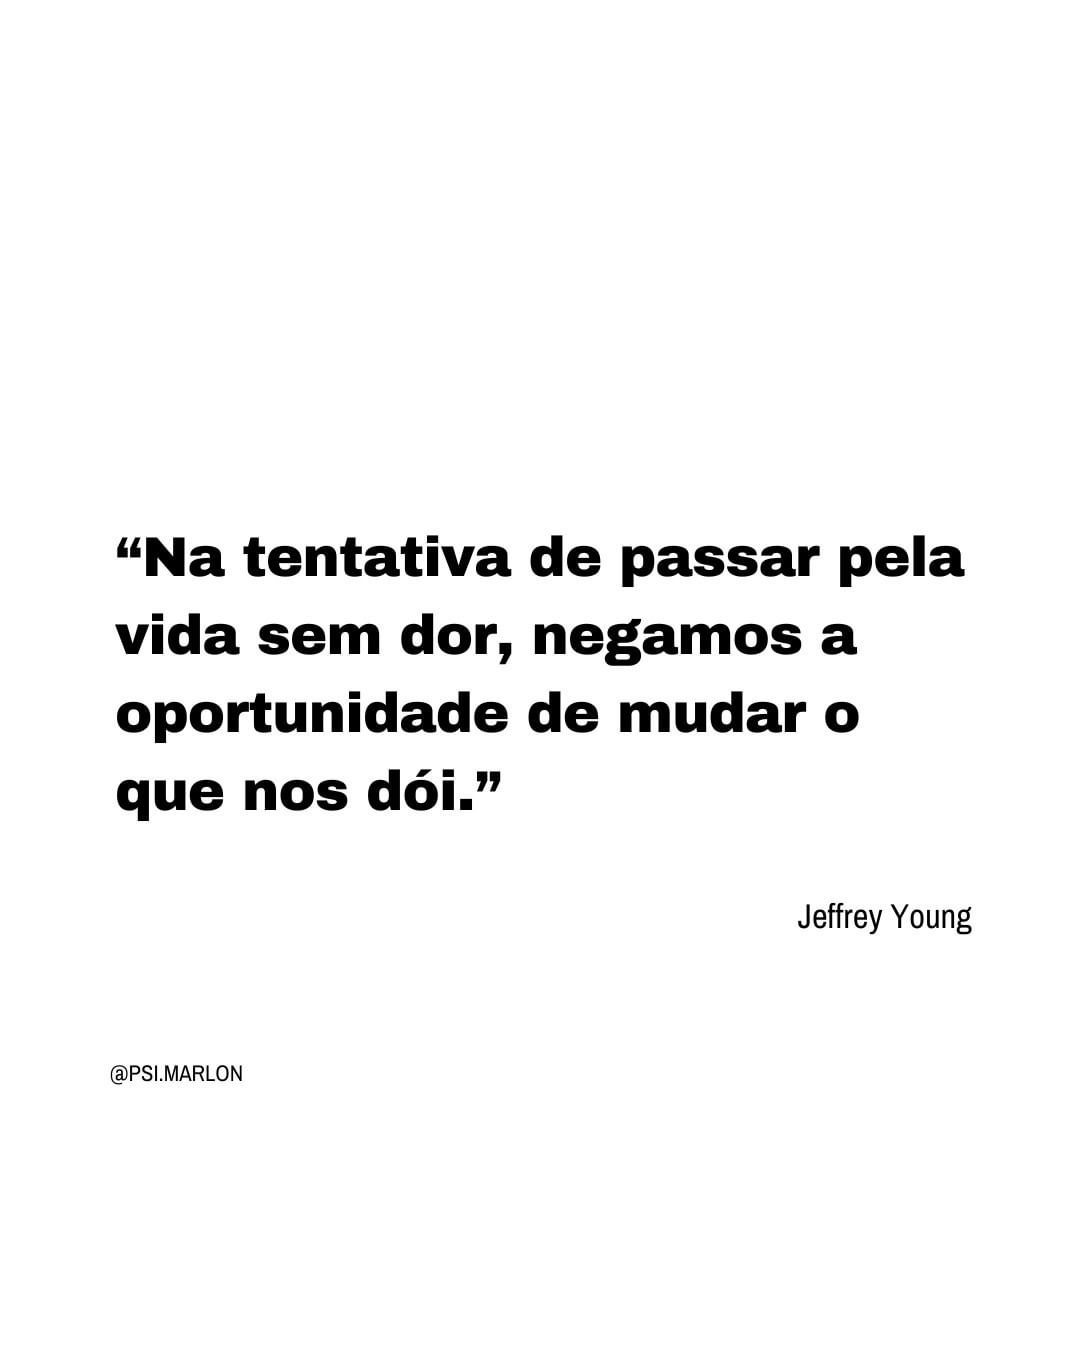 “Na tentativa de passar pela
vida sem dor, negamos a
oportunidade de mudar o
que nos dói.”
Jeffrey Young
@PSI.MARLON